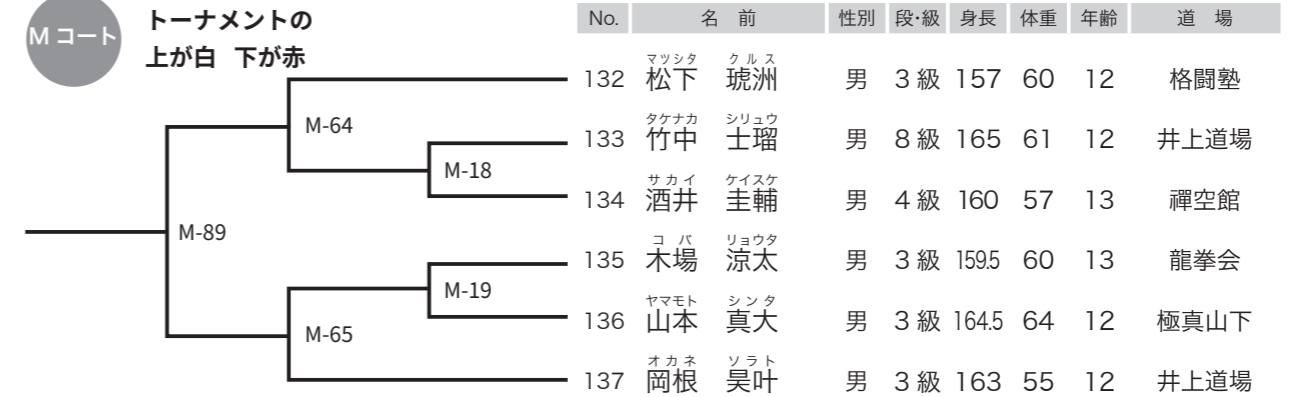 M コート
トーナメントの
上が白 下が赤
No. 名 前 性別 段・級 身長 体重 年齢 道 場
マツシタ クルス
132 松下 琥洲 男 3 級 157 60 12 格闘塾
M-64
タケナカ シリュウ
133 竹中 士瑠 男 8 級 165 61 12 井上道場
M-18
サカイ ケイスケ
134 酒井 圭輔 男 4 級 160 57 13 禪空館
M-89
コバ リョウタ
135 木場 涼太 男 3 級 159.5 60 13 龍拳会
M-19
ヤマモト シンタ
136 山本 真大 男 3 級 164.5 64 12 極真山下
M-65
オカネ ソラト
137 岡根 昊叶 男 3 級 163 55 12 井上道場